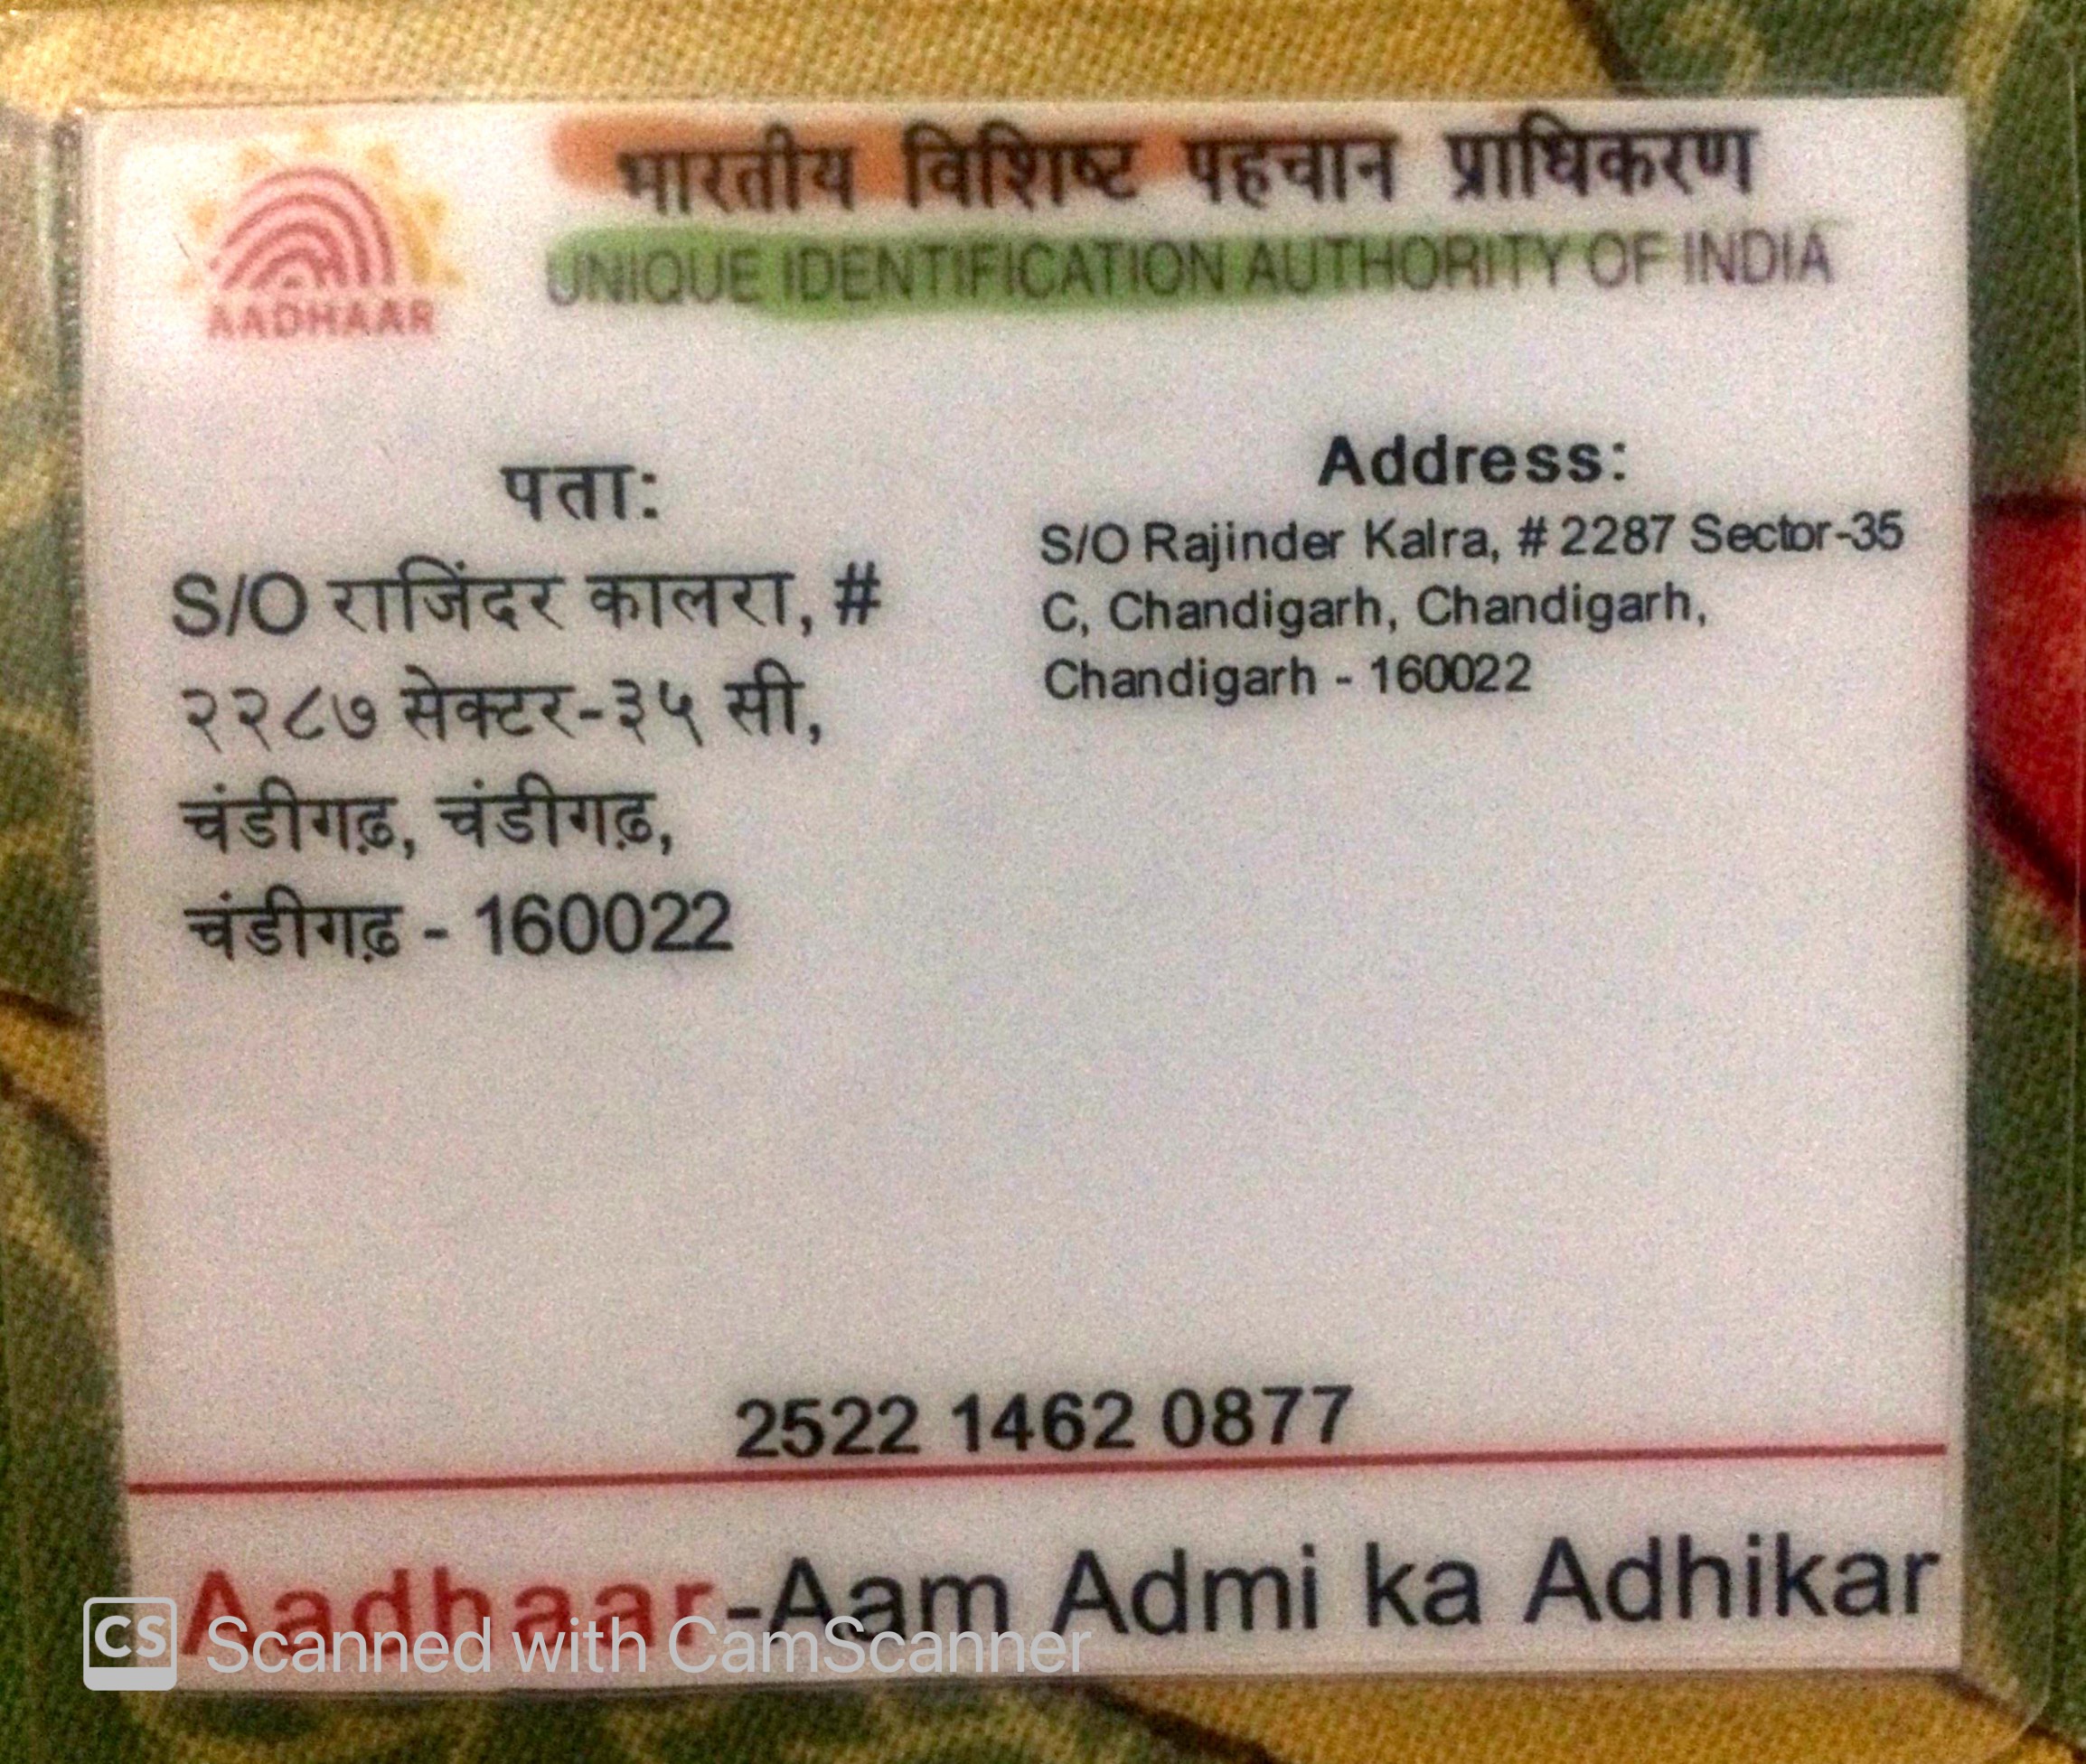 भारतीय विशिष्ट पहचान प्राधिकरण
UNIQUE IDENTIFICATION AUTHORITY OF INDIA
AADHAAR
पता:
S/O राजिंदर कालरा, #
२२८७ सेक्टर-३५ सी,
चंडीगढ़, चंडीगढ़,
चंडीगढ़ - 160022
Address:
S/O Rajinder Kalra, # 2287 Sector-35
C, Chandigarh, Chandigarh,
Chandigarh - 160022
2522 1462 0877
Aadhaar-Aam Admi ka Adhikar
CS Scanned with CamScanner